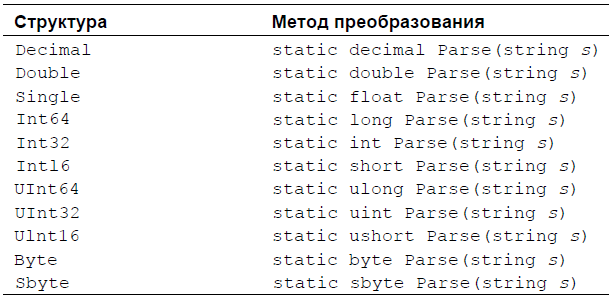 Структура Метод преобразования
Decimal static decimal Parse(string s)
Double static double Parse(string s)
Single static float Parse(string s)
Int64 static long Parse(string s)
Int32 static int Parse(string s)
Intl6 static short Parse(string s)
UInt64 static ulong Parse(string s)
UInt32 static uint Parse(string s)
Ulnt16 static ushort Parse(string s)
Byte static byte Parse(string s)
Sbyte static sbyte Parse(string s)